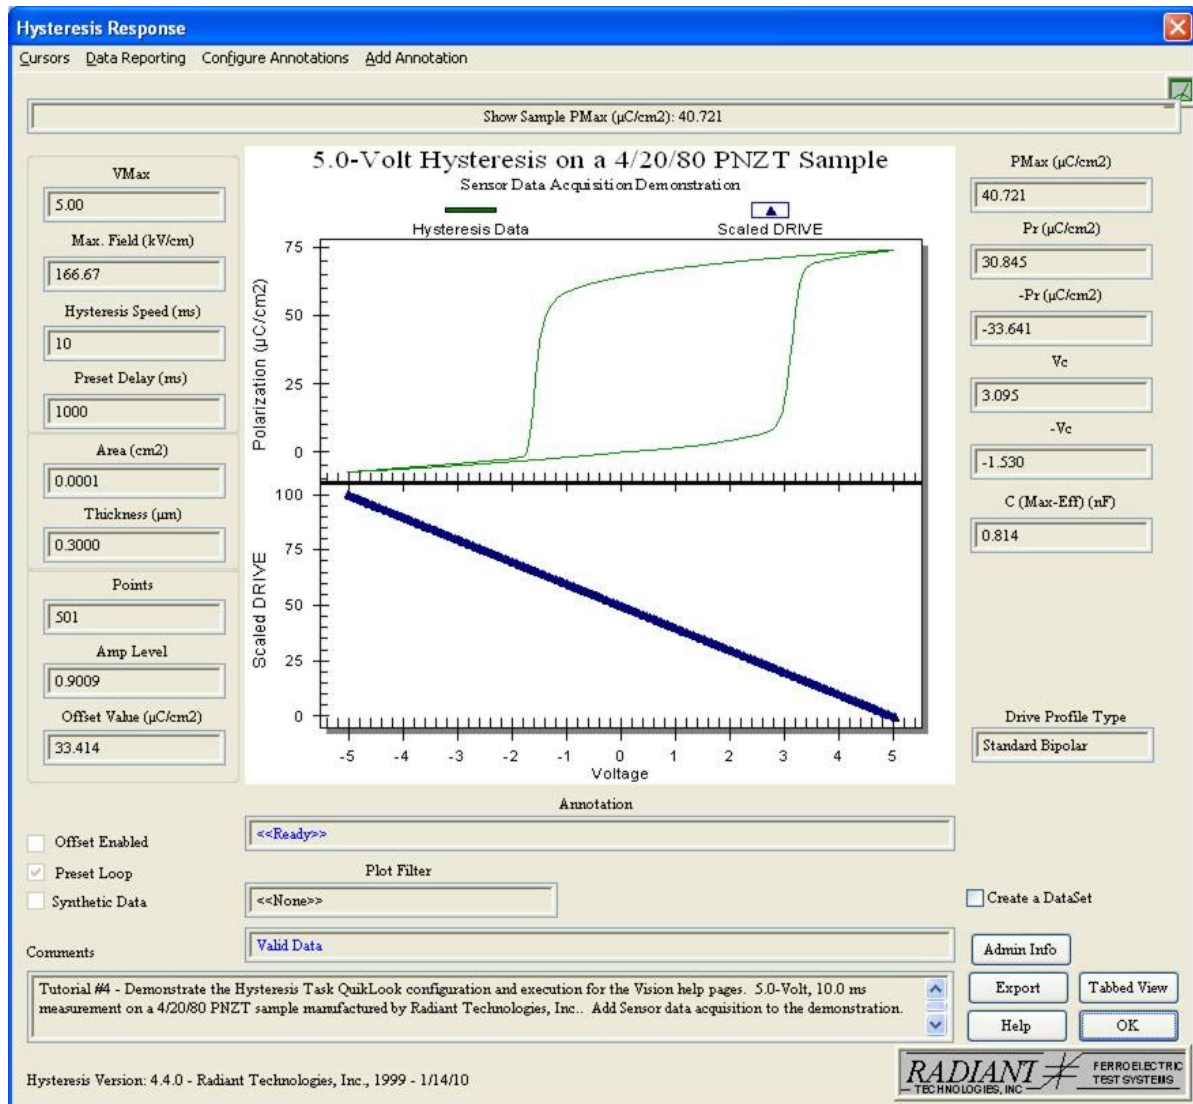 Hysteresis Response
Cursors Data Reporting Configure Annotations Add Annotation
Show Sample PMax (µC/cm2): 40.721
VMax
5.00
Max. Field (kV/cm)
166.67
Hysteresis Speed (ms)
10
Preset Delay (ms)
1000
Area (cm2)
0.0001
Thickness (µm)
0.3000
Points
501
Amp Level
0.9009
Offset Value (µC/cm2)
33.414
5.0-Volt Hysteresis on a 4/20/80 PNZT Sample
Sensor Data Acquisition Demonstration
Hysteresis Data Scaled DRIVE
Polarization (µC/cm2)
75
50
25
0
Scaled DRIVE
100
75
50
25
0
-5 -4 -3 -2 -1 0 1 2 3 4 5
Voltage
PMax (µC/cm2)
40.721
Pr (µC/cm2)
30.845
-Pr (µC/cm2)
-33.641
Vc
3.095
-Vc
-1.530
C (Max-Eff) (nF)
0.814
Drive Profile Type
Standard Bipolar
Annotation
<<Ready>>
Offset Enabled
Preset Loop
Synthetic Data
Plot Filter
<<None>>
Create a DataSet
Comments
Valid Data
Admin Info
Tutorial #4 - Demonstrate the Hysteresis Task QuikLook configuration and execution for the Vision help pages. 5.0-Volt, 10.0 ms
measurement on a 4/20/80 PNZT sample manufactured by Radiant Technologies, Inc.. Add Sensor data acquisition to the demonstration.
Export Tabbed View
Help OK
Hysteresis Version: 4.4.0 - Radiant Technologies, Inc., 1999 - 1/14/10
RADIANT
TECHNOLOGIES, INC
FERROELECTRIC
TEST SYSTEMS